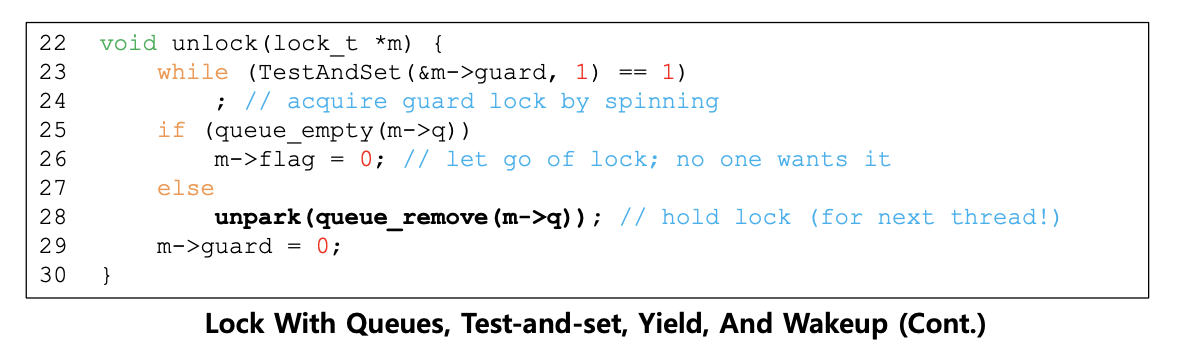 22 void unlock(lock_t *m) {
23 while (TestAndSet(&m->guard, 1) == 1)
24 ; // acquire guard lock by spinning
25 if (queue_empty(m->q))
26 m->flag = 0; // let go of lock; no one wants it
27 else
28 unpark(queue_remove(m->q)); // hold lock (for next thread!)
29 m->guard = 0;
30 }
Lock With Queues, Test-and-set, Yield, And Wakeup (Cont.)